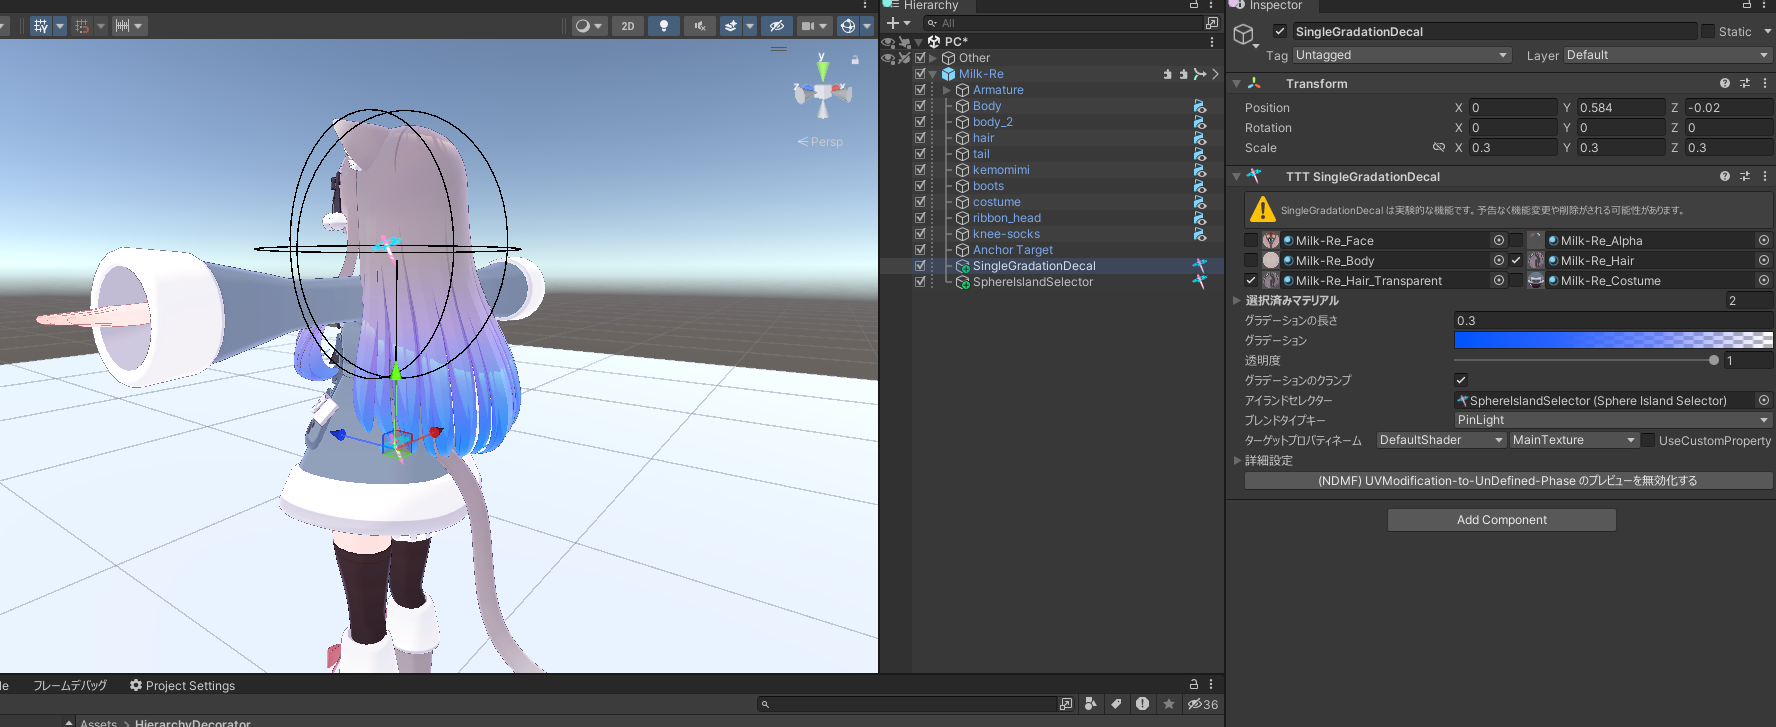 Hierarchy
Inspector
2D
All
PC*
Other
Milk-Re
Armature
Body
body_2
hair
tail
kemomimi
boots
costume
ribbon_head
knee-socks
Anchor Target
SingleGradationDecal
SphereIslandSelector
y
z
x
Persp
SingleGradationDecal
Static
Tag Untagged
Layer Default
Transform
Position X 0 Y 0.584 Z -0.02
Rotation X 0 Y 0 Z 0
Scale X 0.3 Y 0.3 Z 0.3
TTT SingleGradationDecal
SingleGradationDecal は実験的な機能です。予告なく機能変更や削除がされる可能性があります。
Milk-Re_Face Milk-Re_Alpha
Milk-Re_Body Milk-Re_Hair
Milk-Re_Hair_Transparent Milk-Re_Costume
選択済みマテリアル 2
グラデーションの長さ 0.3
グラデーション
透明度 1
グラデーションのクランプ
アイランドセレクター SphereIslandSelector (Sphere Island Selector)
ブレンドタイプキー PinLight
ターゲットプロパティネーム DefaultShader MainTexture UseCustomProperty
詳細設定
(NDMF) UVModification-to-UnDefined-Phase のプレビューを無効化する
Add Component
フレームデバッグ Project Settings
36
Assets > HierarchyDecorator